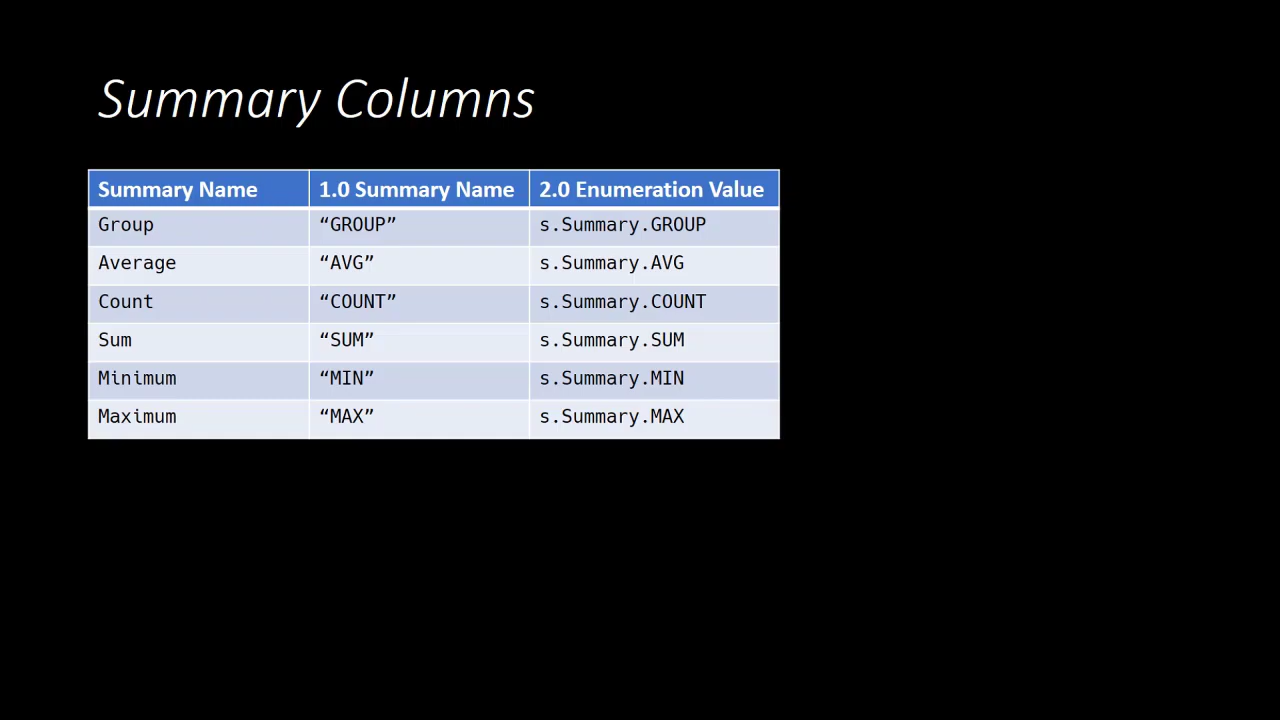 Summary Columns
Summary Name 1.0 Summary Name 2.0 Enumeration Value
Group “GROUP” s.Summary.GROUP
Average “AVG” s.Summary.AVG
Count “COUNT” s.Summary.COUNT
Sum “SUM” s.Summary.SUM
Minimum “MIN” s.Summary.MIN
Maximum “MAX” s.Summary.MAX